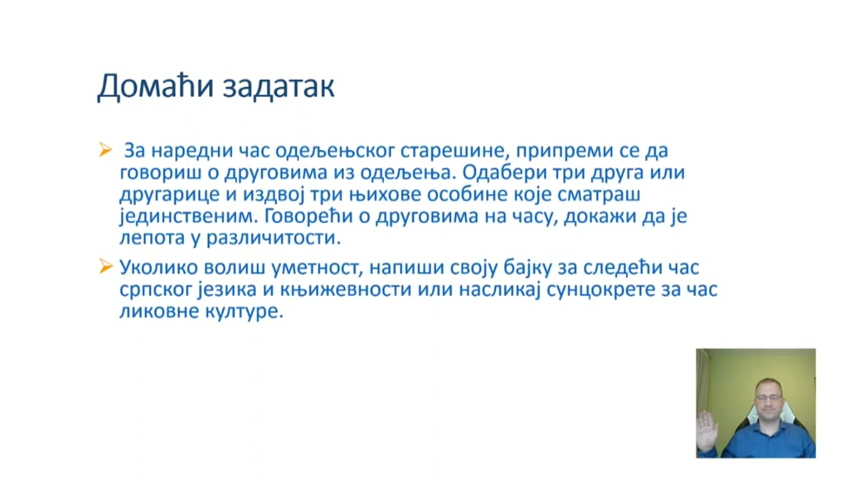 Домаћи задатак
За наредни час одељењског старешине, припреми се да
говориш о друговима из одељења. Одабери три друга или
другарице и издвој три њихове особине које сматраш
јединственим. Говорећи о друговима на часу, докажи да је
лепота у различитости.
Уколико волиш уметност, напиши своју бајку за следећи час
српског језика и књижевности или насликај сунцокрете за час
ликовне културе.